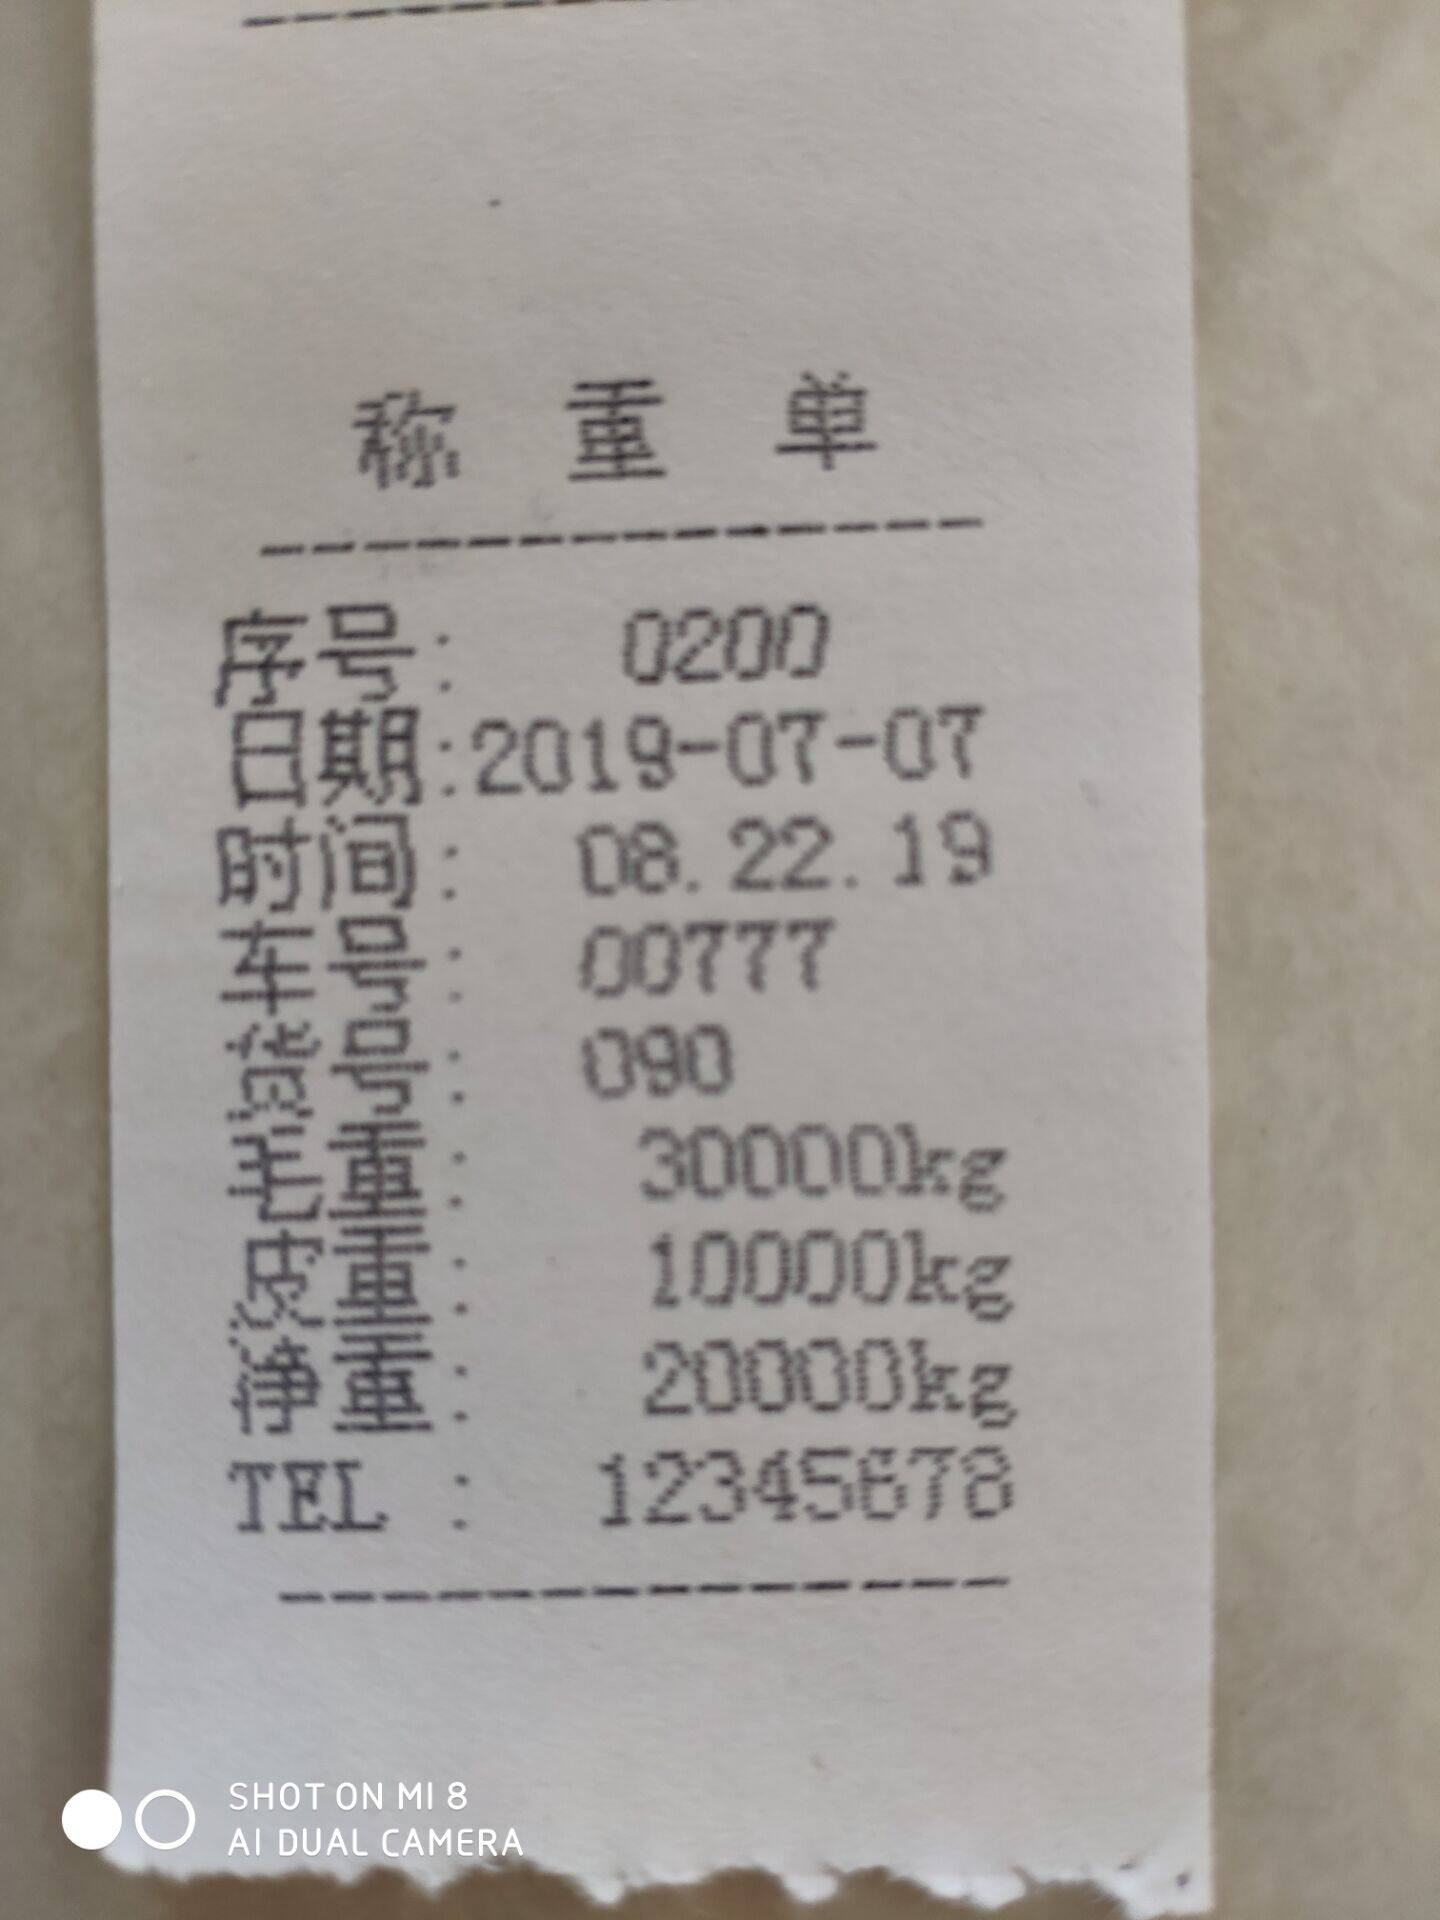 称 重 单
序号: 0200
日期:2019-07-07
时间: 08.22.19
车号: 00777
货号: 090
毛重: 30000kg
皮重: 10000kg
净重: 20000kg
TEL : 12345678
SHOT ON MI 8
AI DUAL CAMERA